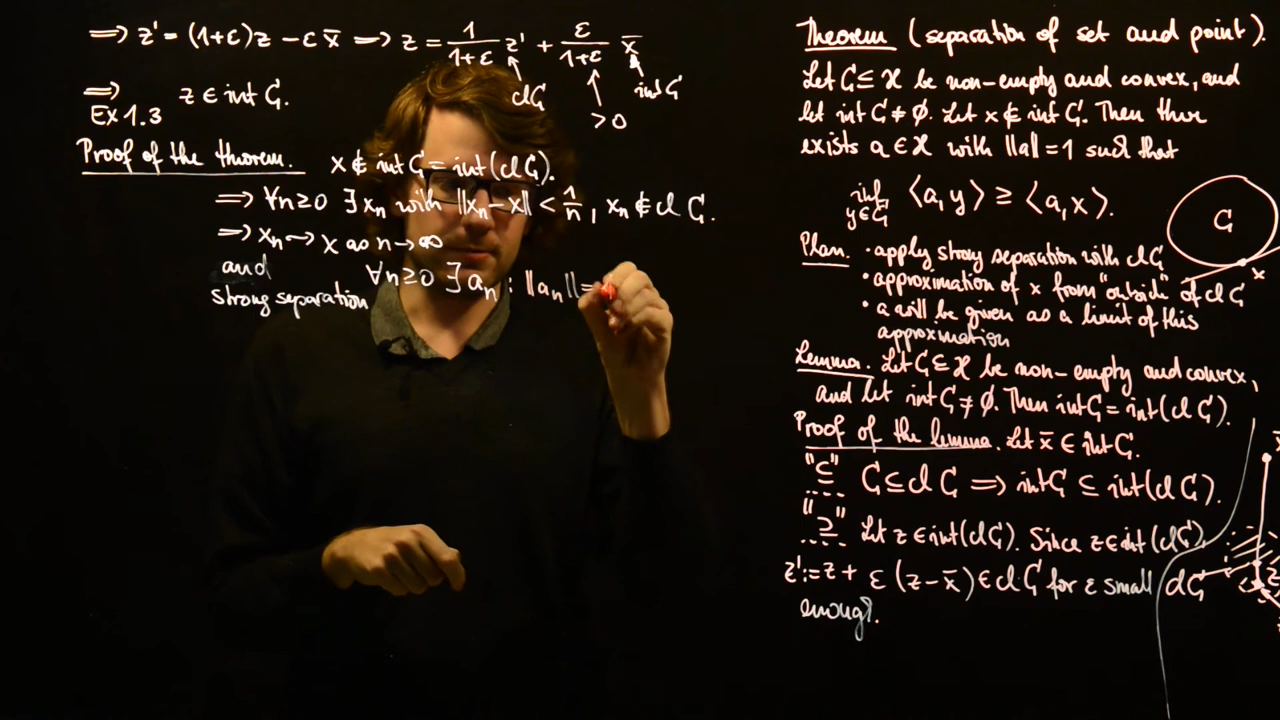 ⟹ z' = (1+ε)z − ε x̄ ⟹ z = 1/(1+ε) z' + ε/(1+ε) x̄
cl C
int C
> 0
⟹ z ∈ int C.
Ex 1.3
Proof of the theorem. x ∉ int C = int(cl C).
⟹ ∀n≥0 ∃ xₙ with ‖xₙ−x‖ < 1/n, xₙ ∉ cl C.
⟹ xₙ → x as n → ∞
and ∀n≥0 ∃ aₙ : ‖aₙ‖ =
strong separation
Theorem (separation of set and point).
Let C ⊆ ℋ be non-empty and convex, and
let int C ≠ ∅. Let x ∉ int C. Then there
exists a ∈ ℋ with ‖a‖ = 1 such that
inf y∈C ⟨a,y⟩ ≥ ⟨a,x⟩.
C
x
Plan. • apply strong separation with cl C
• approximation of x from "outside" of cl C
• a will be given as a limit of this
approximation
Lemma. Let C ⊆ ℋ be non-empty and convex,
and let int C ≠ ∅. Then int C = int(cl C).
Proof of the lemma. Let x̄ ∈ int C.
"⊆" C ⊆ cl C ⟹ int C ⊆ int(cl C).
"⊇" Let z ∈ int(cl C). Since z ∈ int(cl C),
z' := z + ε(z−x̄) ∈ cl C for ε small
enough.
cl C